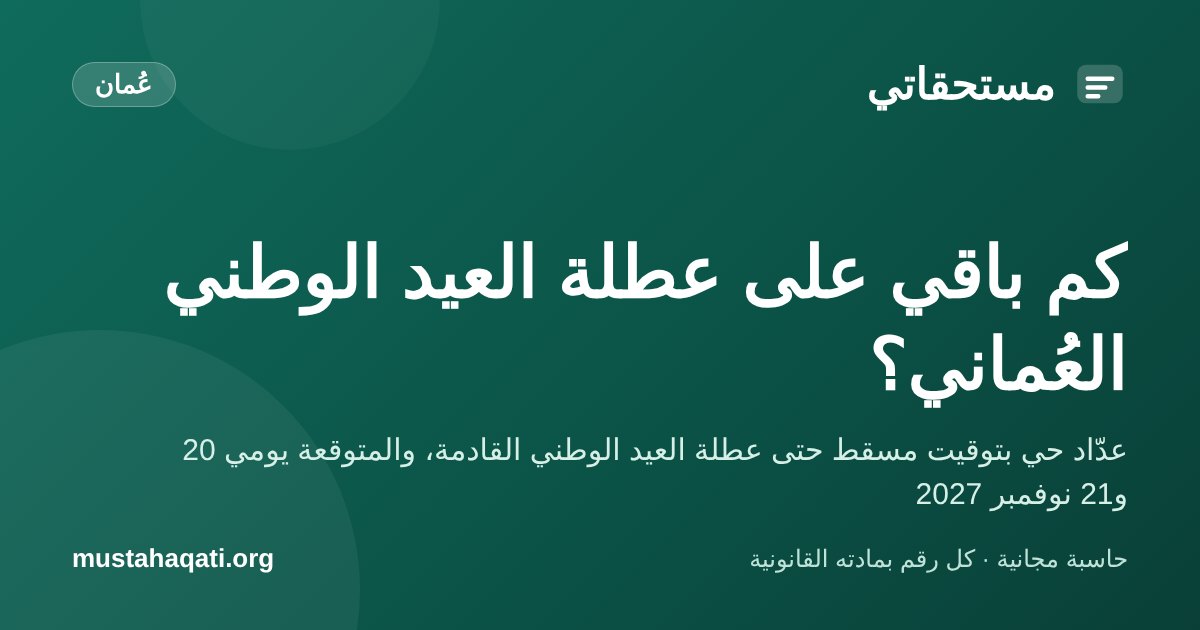 مستحقاتي
عُمان
كم باقي على عطلة العيد الوطني
العُماني؟
عدّاد حي بتوقيت مسقط حتى عطلة العيد الوطني القادمة، والمتوقعة يومي 20
و21 نوفمبر 2027
حاسبة مجانية · كل رقم بمادته القانونية
mustahaqati.org